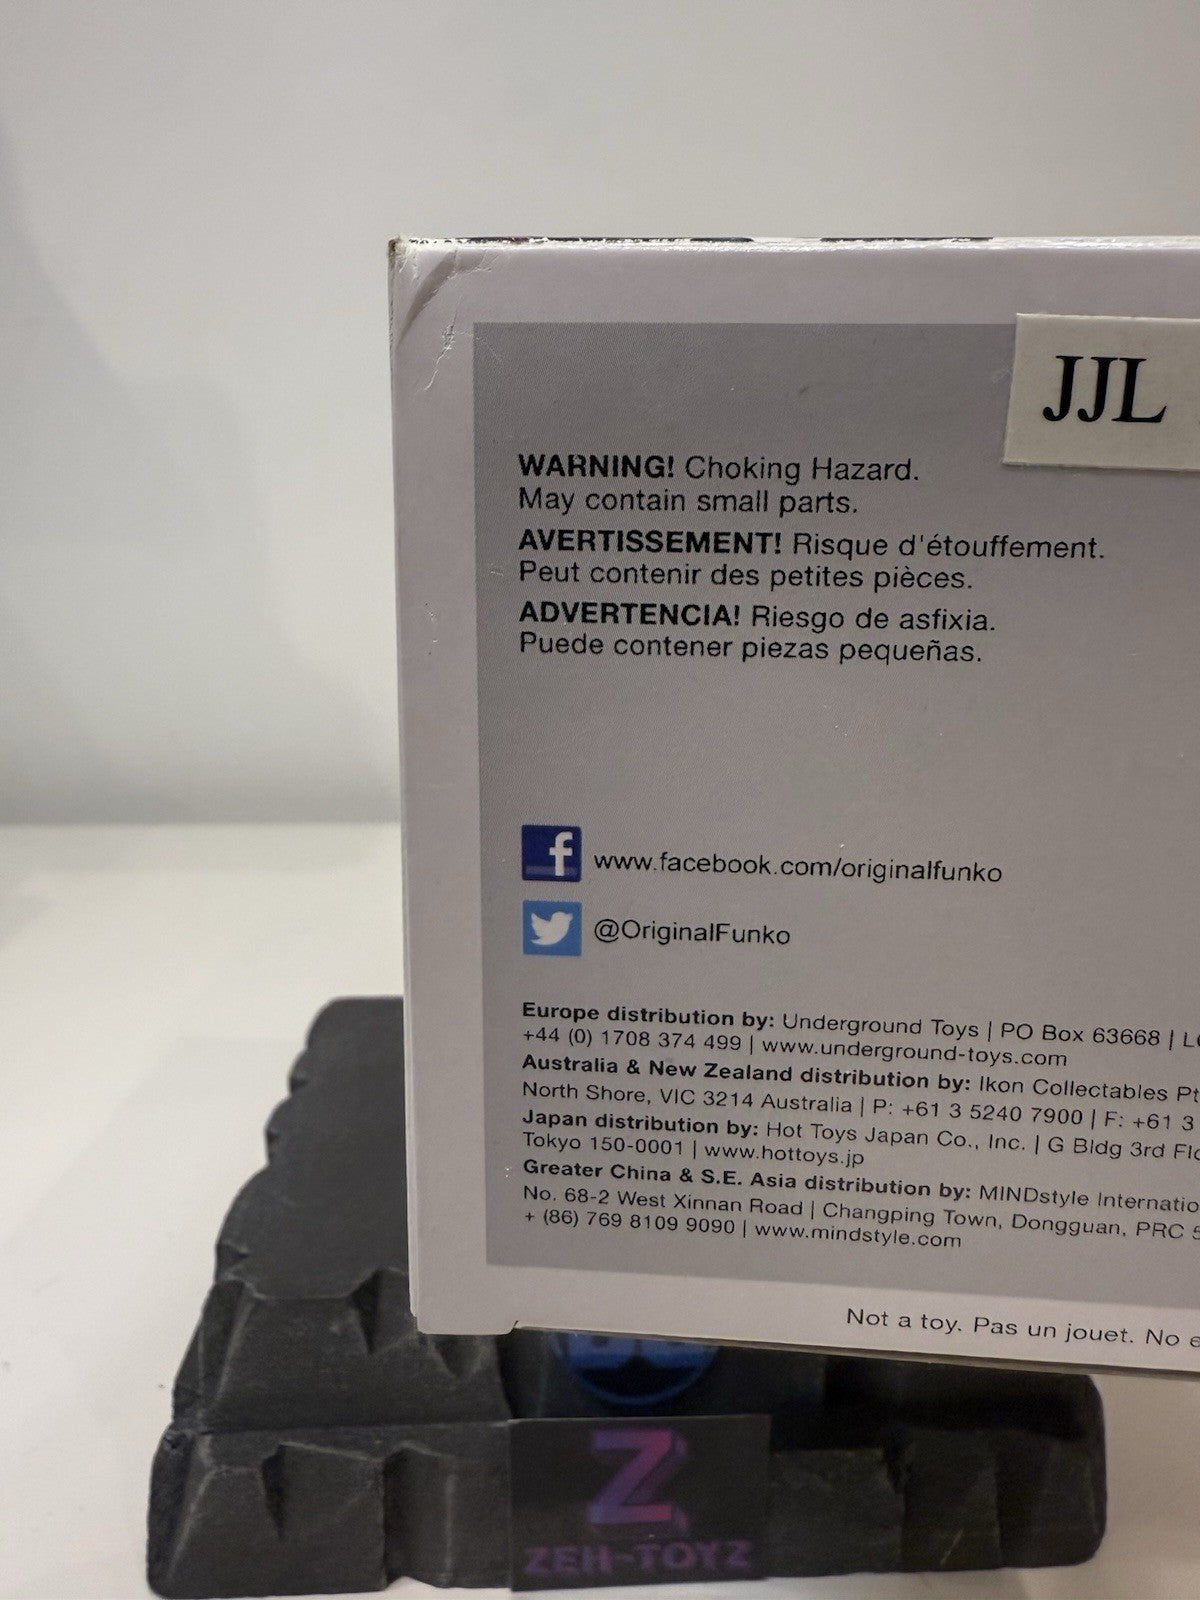 JJL
WARNING! Choking Hazard.
May contain small parts.
AVERTISSEMENT! Risque d'étouffement.
Peut contenir des petites pièces.
ADVERTENCIA! Riesgo de asfixia.
Puede contener piezas pequeñas.
f www.facebook.com/originalfunko
@OriginalFunko
Europe distribution by: Underground Toys | PO Box 63668 |
+44 (0) 1708 374 499 | www.underground-toys.com
Australia & New Zealand distribution by: Ikon Collectables
North Shore, VIC 3214 Australia | P: +61 3 5240 7900 | F: +61 3
Japan distribution by: Hot Toys Japan Co., Inc. | G Bldg 3rd
Tokyo 150-0001 | www.hottoys.jp
Greater China & S.E. Asia distribution by: MINDstyle
No. 68-2 West Xinnan Road | Changping Town, Dongguan, PRC
+ (86) 769 8109 9090 | www.mindstyle.com
Not a toy. Pas un jouet. No
Z
ZEH-TOYZ